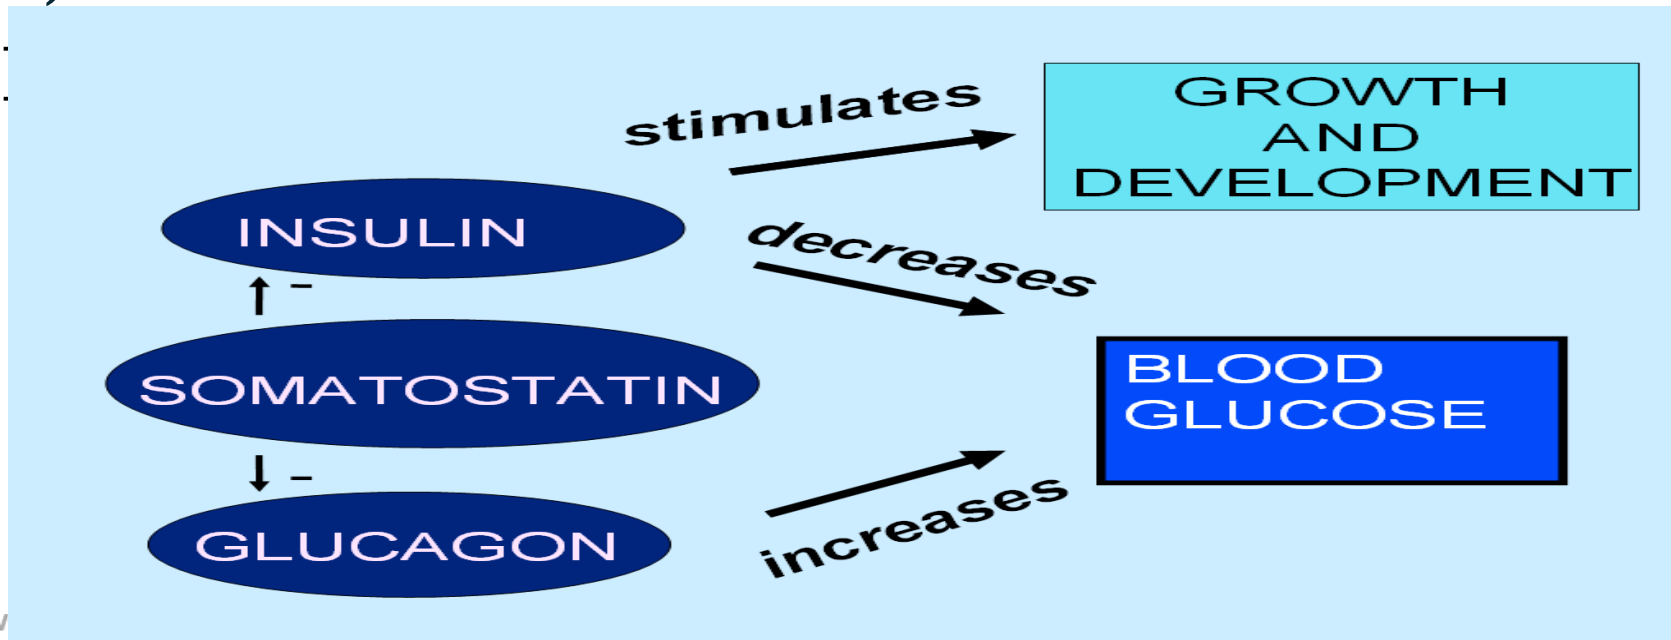 stimulates
GROWTH
AND
DEVELOPMENT
INSULIN
decreases
–
SOMATOSTATIN
BLOOD
GLUCOSE
–
GLUCAGON
increases